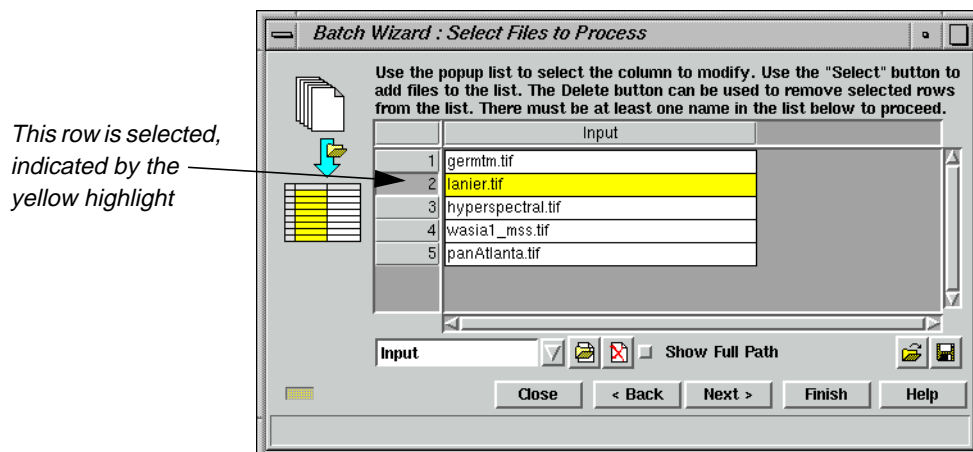 Batch Wizard : Select Files to Process
Use the popup list to select the column to modify. Use the "Select" button to
add files to the list. The Delete button can be used to remove selected rows
from the list. There must be at least one name in the list below to proceed.
This row is selected,
indicated by the
yellow highlight
Input
1 germtm.tif
2 lanier.tif
3 hyperspectral.tif
4 wasia1_mss.tif
5 panAtlanta.tif
Input Show Full Path
Close < Back Next > Finish Help